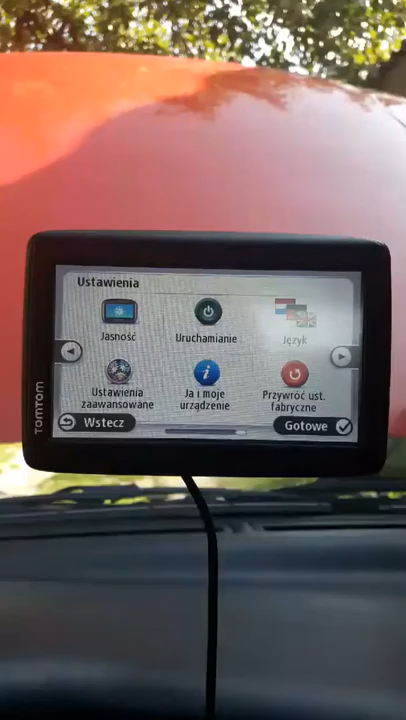 Ustawienia
Jasność
Uruchamianie
Język
Ustawienia
zaawansowane
Ja i moje
urządzenie
Przywróć ust.
fabryczne
Wstecz
Gotowe
TOMTOM